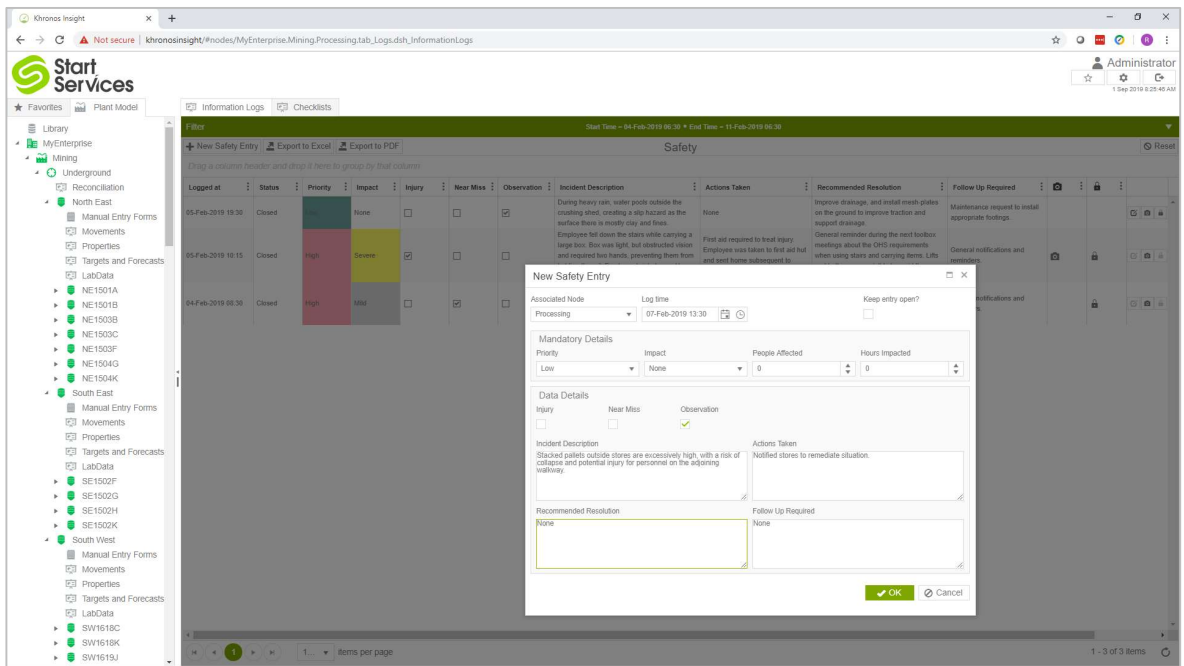 Khronos Insight
Not secure | khronosinsight/#nodes/MyEnterprise.Mining.Processing.tab_Logs.dsh_InformationLogs
R
Start
Services
Administrator
1 Sep 2019 8:25:46 AM
Favorites Plant Model Information Logs Checklists
Library
MyEnterprise
Mining
Underground
Reconciliation
North East
Manual Entry Forms
Movements
Properties
Targets and Forecasts
LabData
NE1501A
NE1501B
NE1503B
NE1503C
NE1503F
NE1504G
NE1504K
South East
Manual Entry Forms
Movements
Properties
Targets and Forecasts
LabData
SE1502F
SE1502G
SE1502H
SE1502K
South West
Manual Entry Forms
Movements
Properties
Targets and Forecasts
LabData
SW1618C
SW1618K
SW1619J
Filter Start Time = 04-Feb-2019 06:30 * End Time = 11-Feb-2019 06:30
New Safety Entry Export to Excel Export to PDF Safety Reset
Drag a column header and drop it here to group by that column
Logged at Status Priority Impact Injury Near Miss Observation Incident Description Actions Taken Recommended Resolution Follow Up Required
05-Feb-2019 19:30 Closed Low None
During heavy rain, water pools outside the
crushing shed, creating a slip hazard as the
surface there is mostly clay and fines.
None
Improve drainage, and install mesh-plates
on the ground to improve traction and
support drainage.
Maintenance request to install
appropriate footings.
05-Feb-2019 10:15 Closed High Severe
Employee fell down the stairs while carrying a
large box. Box was light, but obstructed vision
and required two hands, preventing them from
First aid required to treat injury.
Employee was taken to first aid but
and sent home subsequent to
General reminder during the next toolbox
meetings about the OHS requirements
when using stairs and carrying items. Lifts
General notifications and
reminders.
04-Feb-2019 08:30 Closed High Mild
notifications and
New Safety Entry
Associated Node Log time Keep entry open?
Processing 07-Feb-2019 13:30
Mandatory Details
Priority Impact People Affected Hours Impacted
Low None 0 0
Data Details
Injury Near Miss Observation
Incident Description Actions Taken
Stacked pallets outside stores are excessively high, with a risk of
collapse and potential injury for personnel on the adjoining
walkway.
Notified stores to remediate situation.
Recommended Resolution Follow Up Required
None None
OK Cancel
1 1... items per page 1 - 3 of 3 items